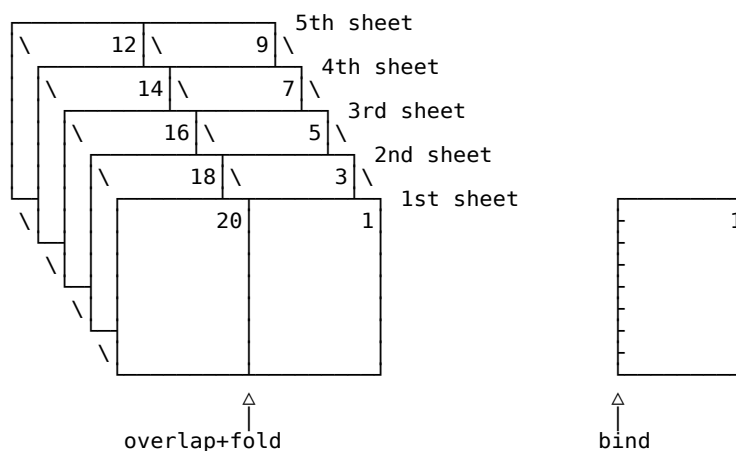 5th sheet
12 9
4th sheet
14 7
3rd sheet
16 5
2nd sheet
18 3
1st sheet
20 1 1
overlap+fold bind